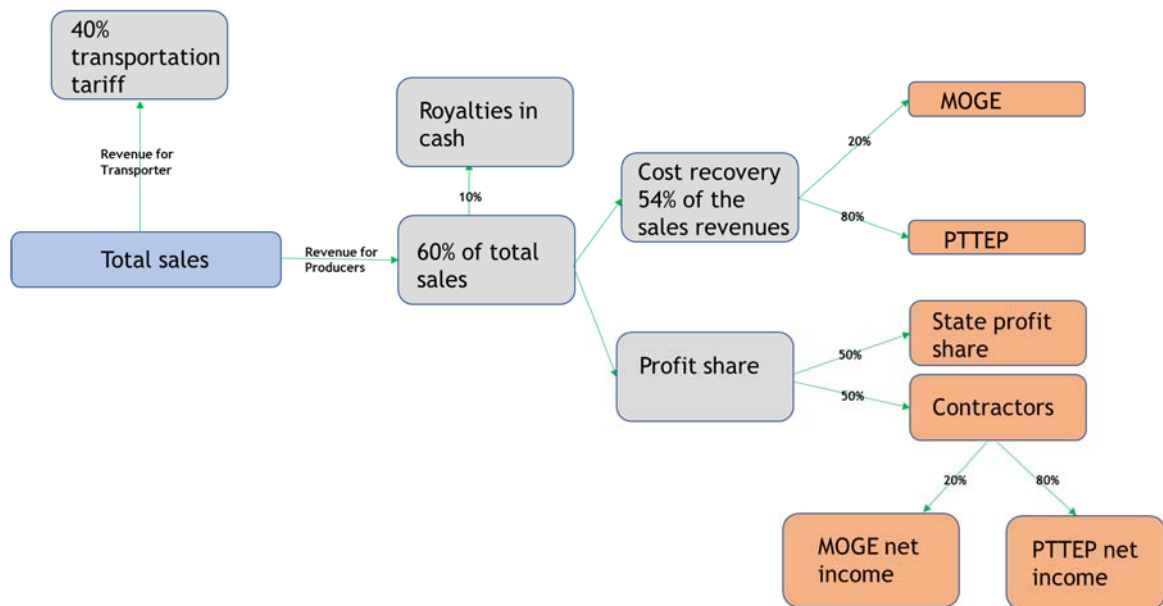 40%
transportation
tariff
Revenue for
Transporter
Total sales
Revenue for
Producers
Royalties in
cash
10%
60% of total
sales
Cost recovery
54% of the
sales revenues
20%
MOGE
80%
PTTEP
Profit share
50%
State profit
share
50%
Contractors
20%
80%
MOGE net
income
PTTEP net
income